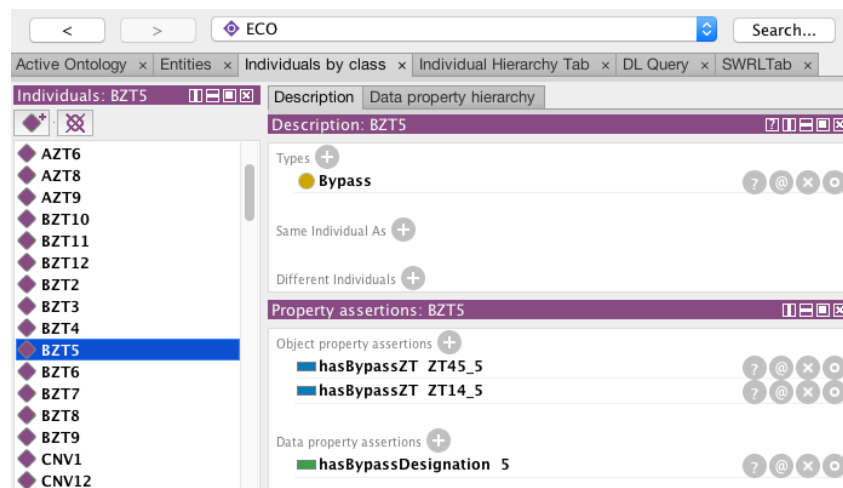 < > ECO Search...
Active Ontology × Entities × Individuals by class × Individual Hierarchy Tab × DL Query × SWRLTab ×
Individuals: BZT5
AZT6
AZT8
AZT9
BZT10
BZT11
BZT12
BZT2
BZT3
BZT4
BZT5
BZT6
BZT7
BZT8
BZT9
CNV1
CNV12
Description Data property hierarchy
Description: BZT5
Types
Bypass
Same Individual As
Different Individuals
Property assertions: BZT5
Object property assertions
hasBypassZT ZT45_5
hasBypassZT ZT14_5
Data property assertions
hasBypassDesignation 5